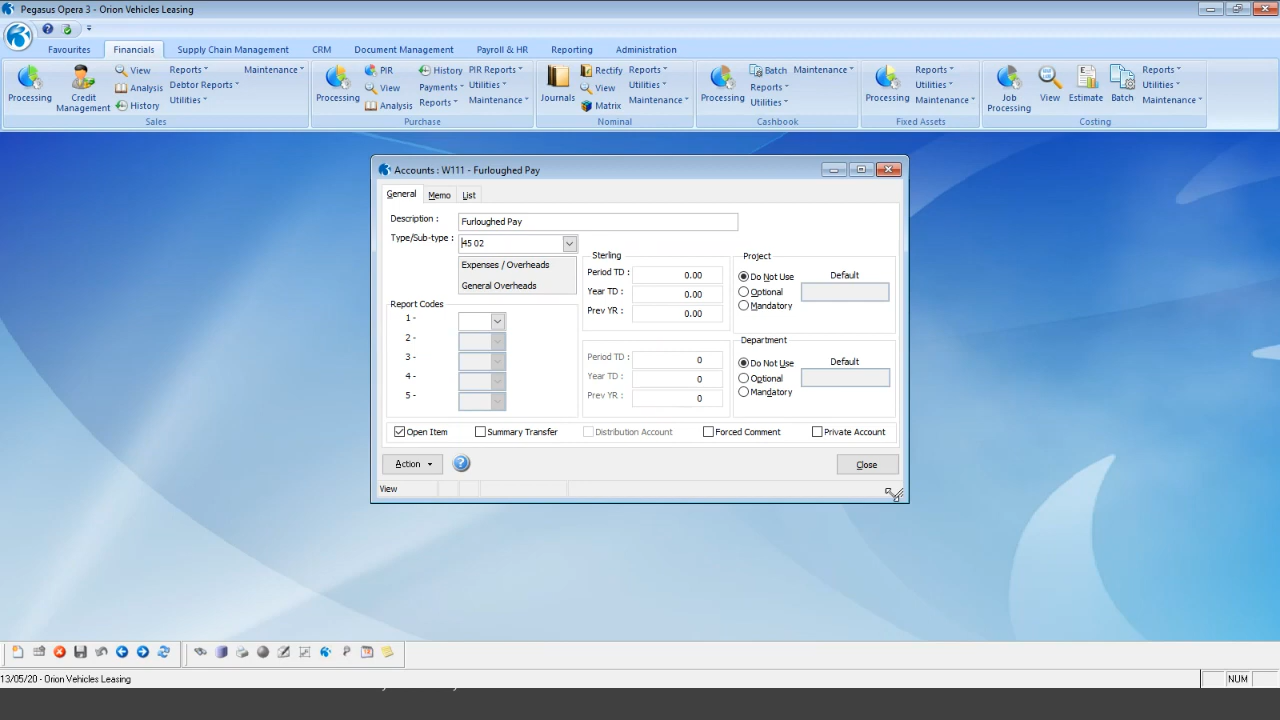 Pegasus Opera 3 - Orion Vehicles Leasing
Favourites Financials Supply Chain Management CRM Document Management Payroll & HR Reporting Administration
Processing Credit Management View Analysis History Reports Debtor Reports Utilities Maintenance
Sales
Processing PIR View Analysis History Payments Reports PIR Reports Utilities Maintenance
Purchase
Journals Rectify View Matrix Reports Utilities Maintenance
Nominal
Processing Batch Reports Utilities Maintenance
Cashbook
Processing Reports Utilities Maintenance
Fixed Assets
Job Processing View Estimate Batch Reports Utilities Maintenance
Costing
Accounts : W111 - Furloughed Pay
General Memo List
Description : Furloughed Pay
Type/Sub-type : 45 02
Expenses / Overheads
General Overheads
Report Codes
1 -
2 -
3 -
4 -
5 -
Sterling
Period TD : 0.00
Year TD : 0.00
Prev YR : 0.00
Period TD : 0
Year TD : 0
Prev YR : 0
Project
Do Not Use Default
Optional
Mandatory
Department
Do Not Use Default
Optional
Mandatory
Open Item Summary Transfer Distribution Account Forced Comment Private Account
Action Close
View
13/05/20 - Orion Vehicles Leasing NUM